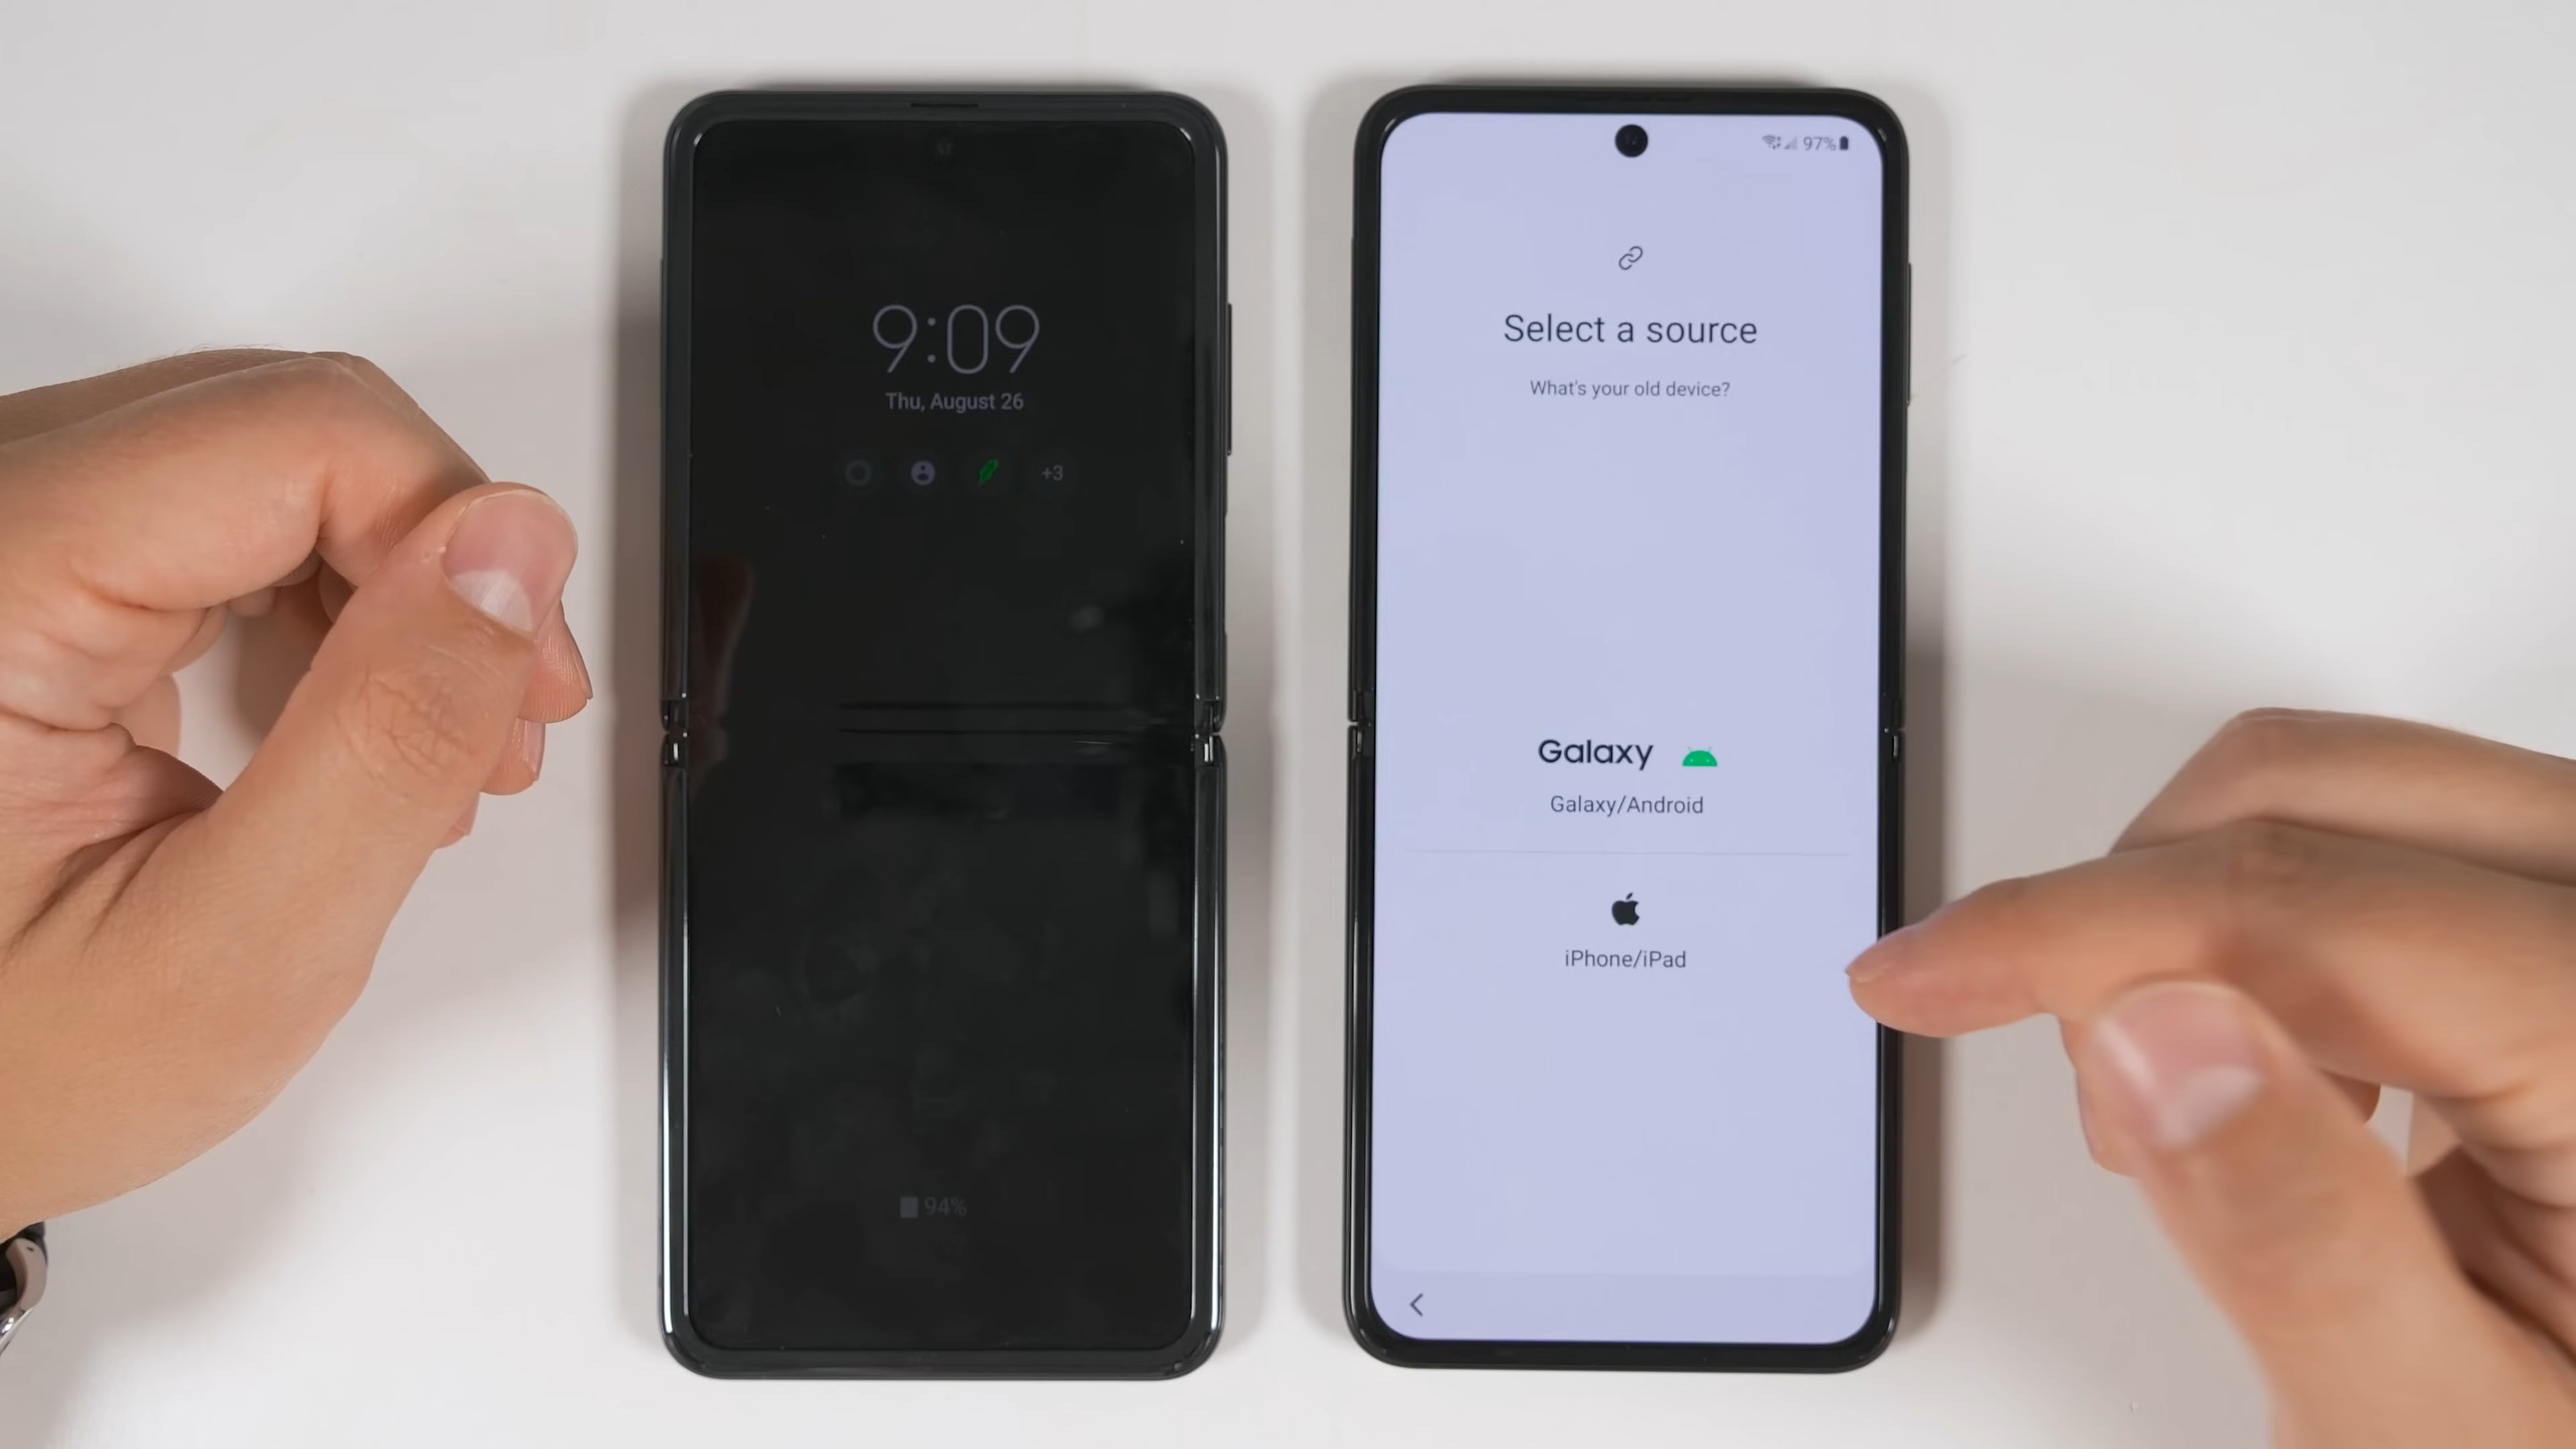 9:09
Thu, August 26
+3
94%
97%
Select a source
What's your old device?
Galaxy
Galaxy/Android
iPhone/iPad